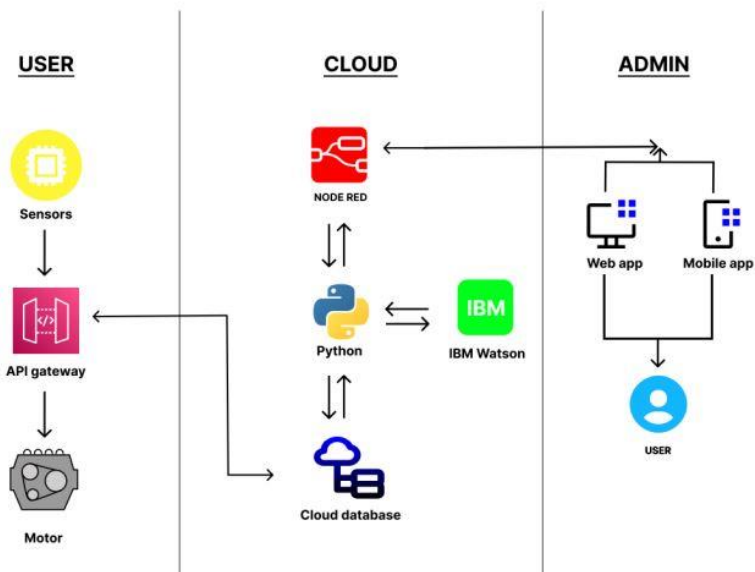 USER
CLOUD
ADMIN
NODE RED
Sensors
Web app
Mobile app
</>
IBM
Python
IBM Watson
API gateway
USER
Cloud database
Motor